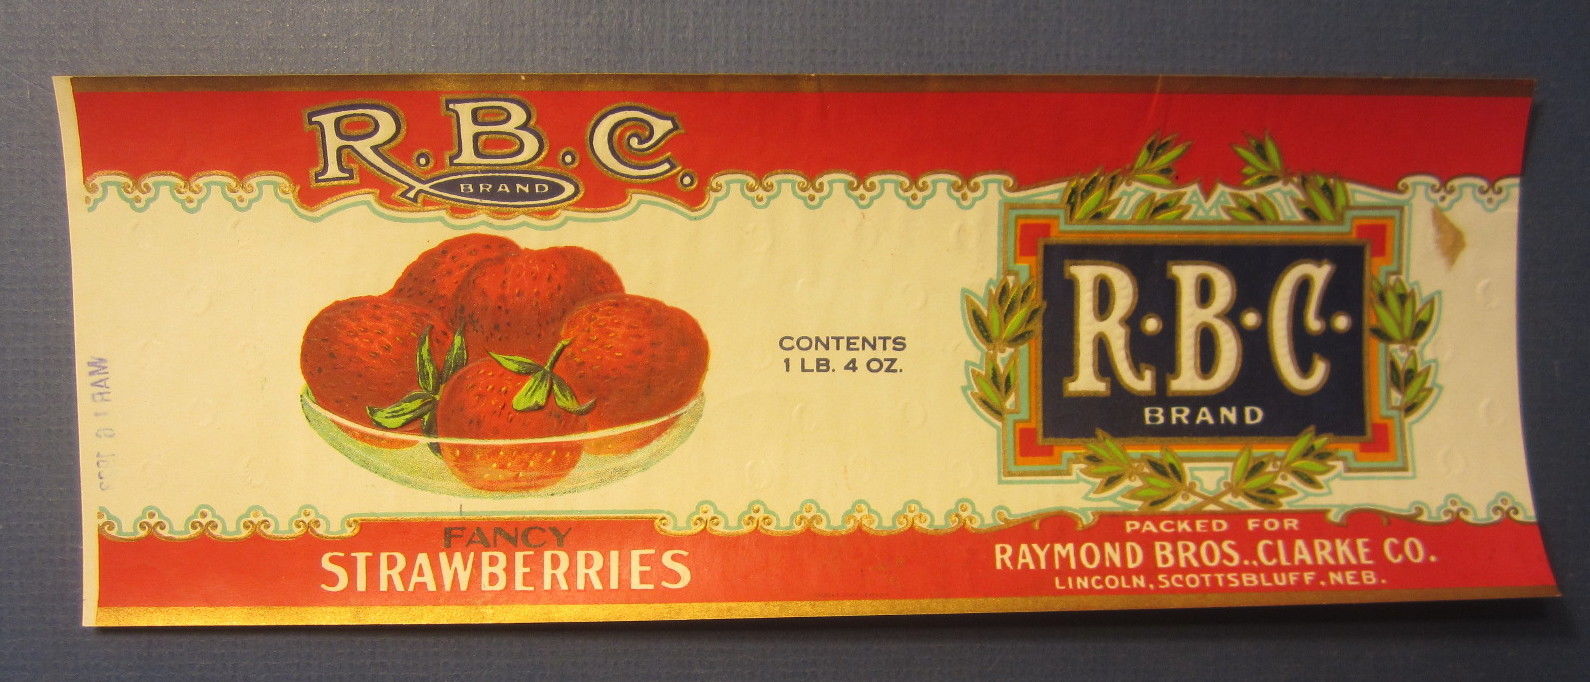 R.B.C.
BRAND
CONTENTS
1 LB. 4 OZ.
FANCY
STRAWBERRIES
R·B·C·
BRAND
PACKED FOR
RAYMOND BROS., CLARKE CO.
LINCOLN, SCOTTSBLUFF, NEB.